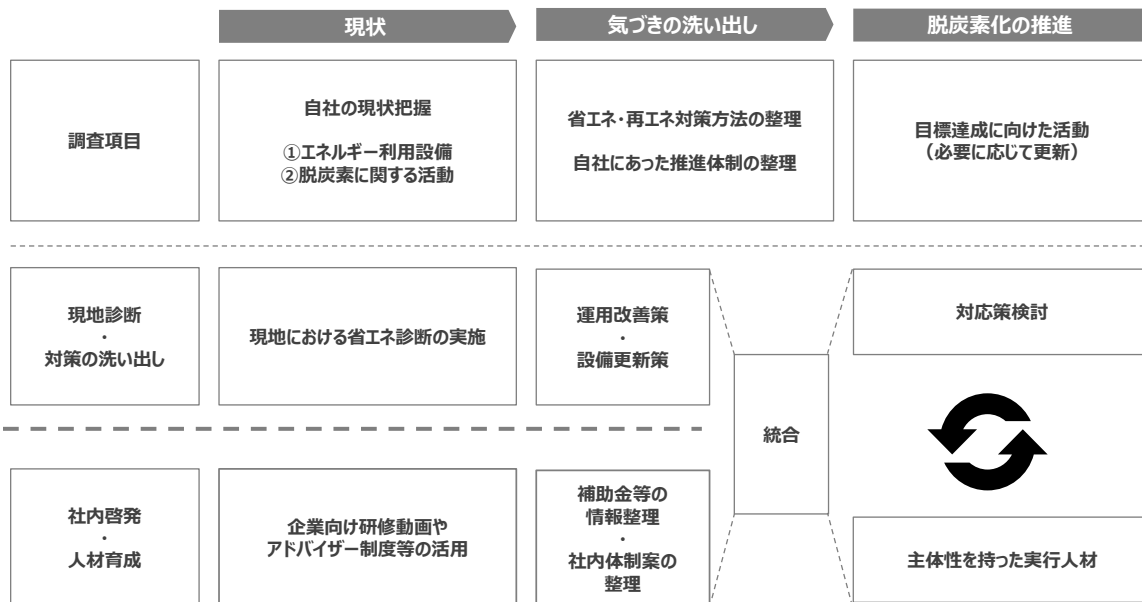 現状
気づきの洗い出し
脱炭素化の推進
調査項目
自社の現状把握
①エネルギー利用設備
②脱炭素に関する活動
省エネ・再エネ対策方法の整理
自社にあった推進体制の整理
目標達成に向けた活動
（必要に応じて更新）
現地診断
・
対策の洗い出し
現地における省エネ診断の実施
運用改善策
・
設備更新策
統合
対応策検討
社内啓発
・
人材育成
企業向け研修動画や
アドバイザー制度等の活用
補助金等の
情報整理
・
社内体制案の
整理
主体性を持った実行人材